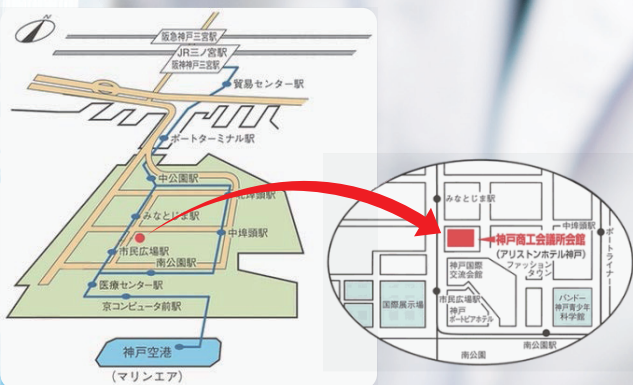 阪急神戸三宮駅
JR三ノ宮駅
阪神神戸三宮駅
貿易センター駅
ポートターミナル駅
中公園駅
北埠頭駅
みなとじま駅
中埠頭駅
市民広場駅
南公園駅
医療センター駅
京コンピュータ前駅
神戸空港
(マリンエア)
みなとじま駅
中埠頭駅
神戸商工会議所会館
(アリストンホテル神戸)
ポートライナー
神戸国際
交流会館
ファッション
タウン
国際展示場
市民広場駅
神戸
ポートピアホテル
バンドー
神戸青少年
科学館
南公園駅
南公園